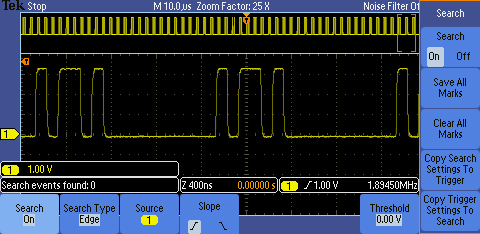 Tek Stop M 10.0µs Zoom Factor: 25 X Noise Filter Of
Search
Search
On Off
Save All
Marks
Clear All
Marks
Copy Search
Settings To
Trigger
Copy Trigger
Settings To
Search
T
T
1
1 1.00 V
Search events found: 0
Z 400ns 0.00000 s
1 1.00 V 1.89450MHz
Search
On
Search Type
Edge
Source
1
Slope
Threshold
0.00 V